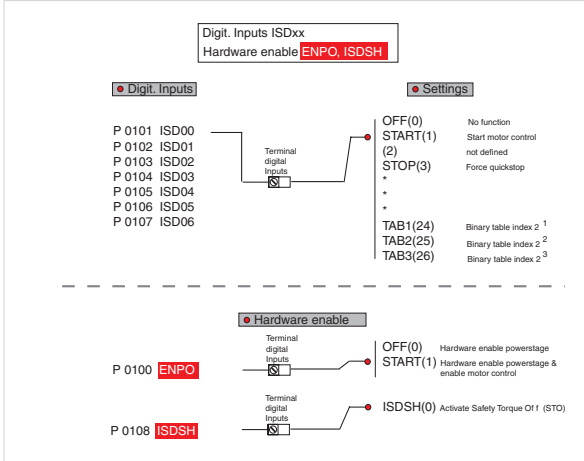 Digit. Inputs ISDxx
Hardware enable ENPO, ISDSH
Digit. Inputs
Settings
P 0101 ISD00
P 0102 ISD01
P 0103 ISD02
P 0104 ISD03
P 0105 ISD04
P 0106 ISD05
P 0107 ISD06
Terminal
digital
Inputs
OFF(0) No function
START(1) Start motor control
(2) not defined
STOP(3) Force quickstop
*
*
*
TAB1(24) Binary table index 2 1
TAB2(25) Binary table index 2 2
TAB3(26) Binary table index 2 3
Hardware enable
P 0100 ENPO
Terminal
digital
Inputs
OFF(0) Hardware enable powerstage
START(1) Hardware enable powerstage &
enable motor control
P 0108 ISDSH
Terminal
digital
Inputs
ISDSH(0) Activate Safety Torque Of f (STO)